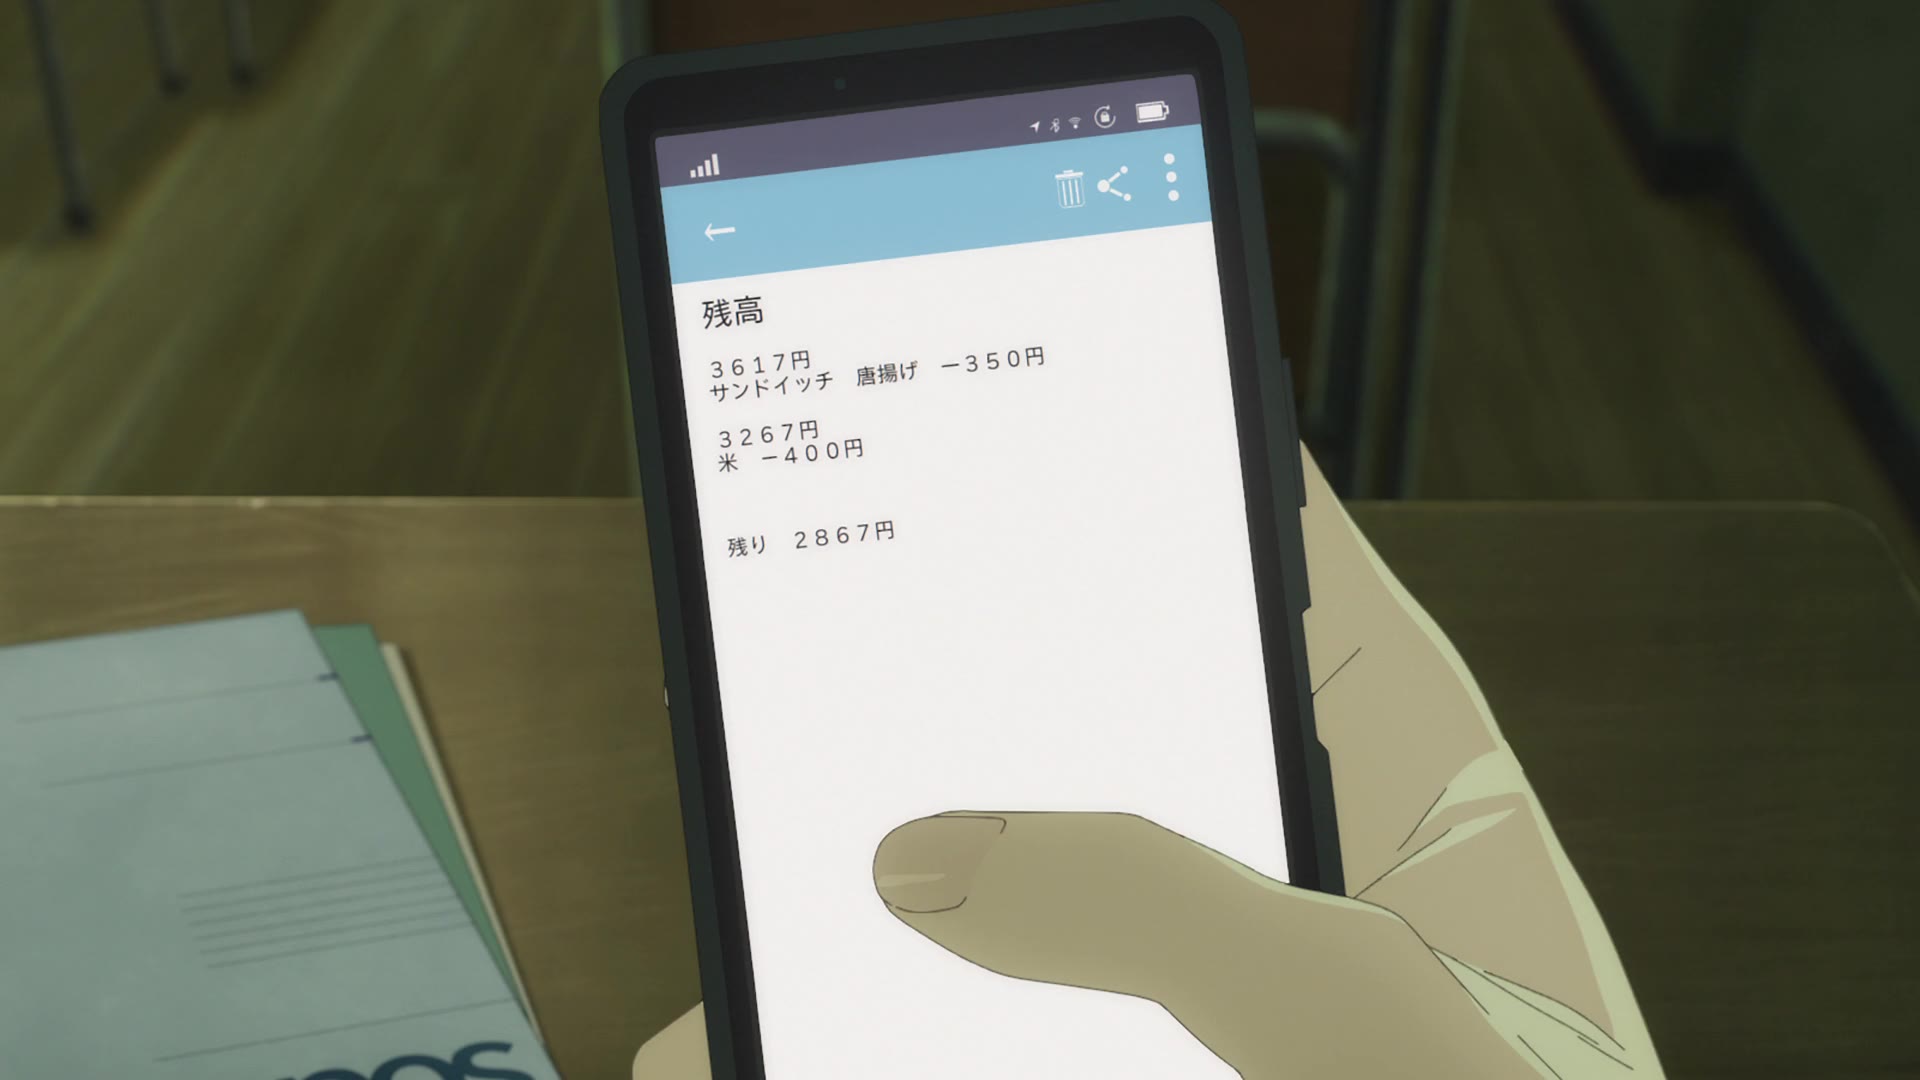 残高
3617円
サンドイッチ　唐揚げ　－350円
3267円
米　－400円
残り　2867円